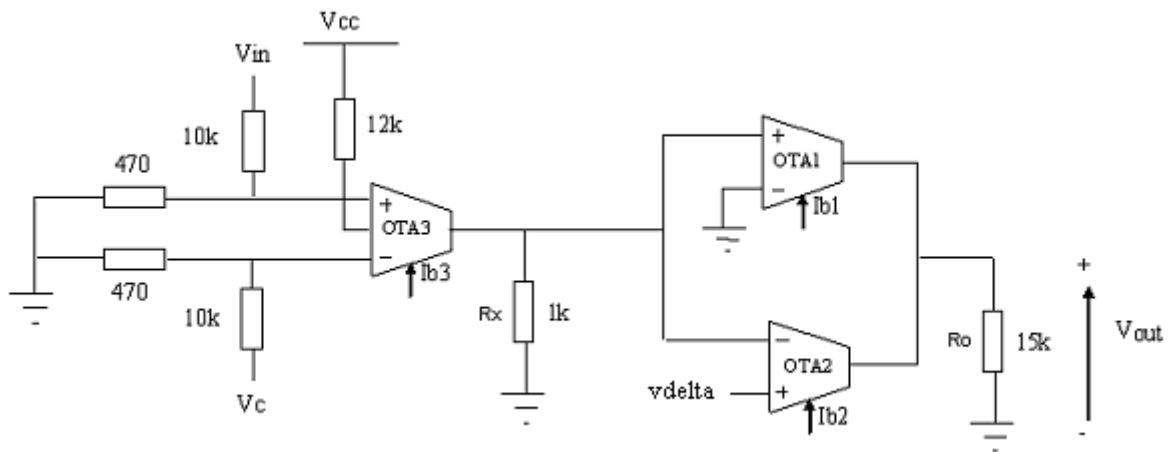 Vcc
Vin
10k
12k
470
+
OTA3
-
Ib3
470
10k
Vc
Rx
1k
+
OTA1
-
Ib1
-
OTA2
+
vdelta
Ib2
Ro
15k
+
Vout
-